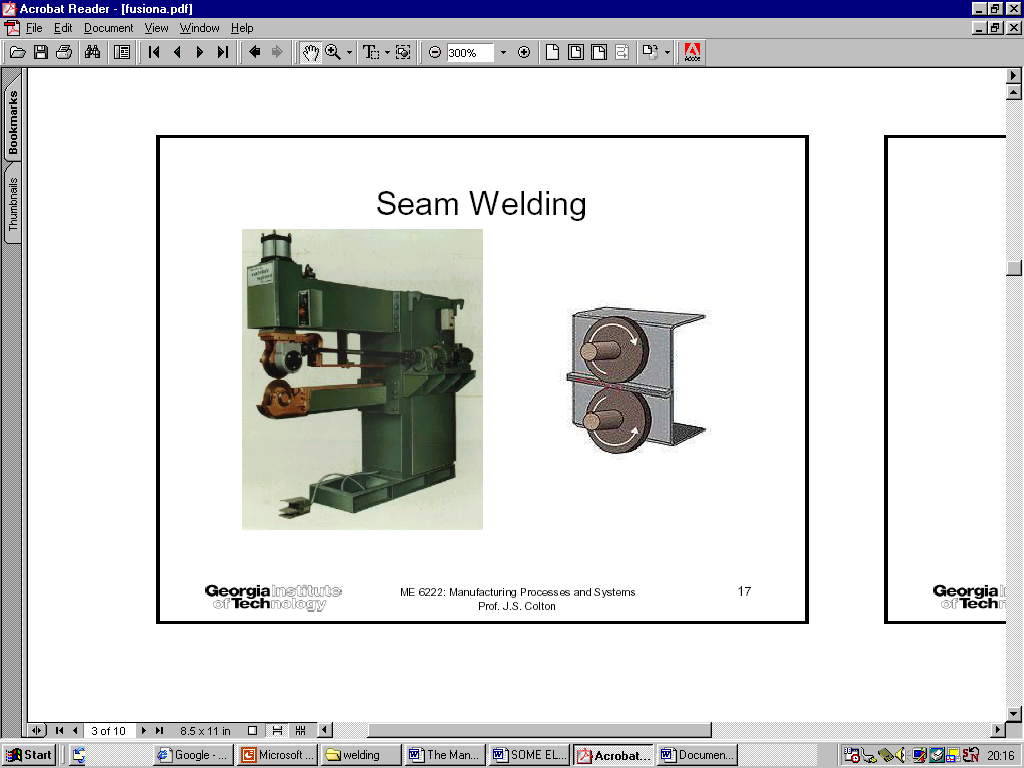 Acrobat Reader - [fusiona.pdf]
File Edit Document View Window Help
300%
Adobe
Bookmarks
Thumbnails
Seam Welding
Georgia Institute
of Technology
ME 6222: Manufacturing Processes and Systems
Prof. J.S. Colton
17
Georgia
of Tech
3 of 10
8.5 x 11 in
Start
Google - ...
Microsoft ...
welding
The Man...
SOME EL...
Acrobat...
Documen...
20:16